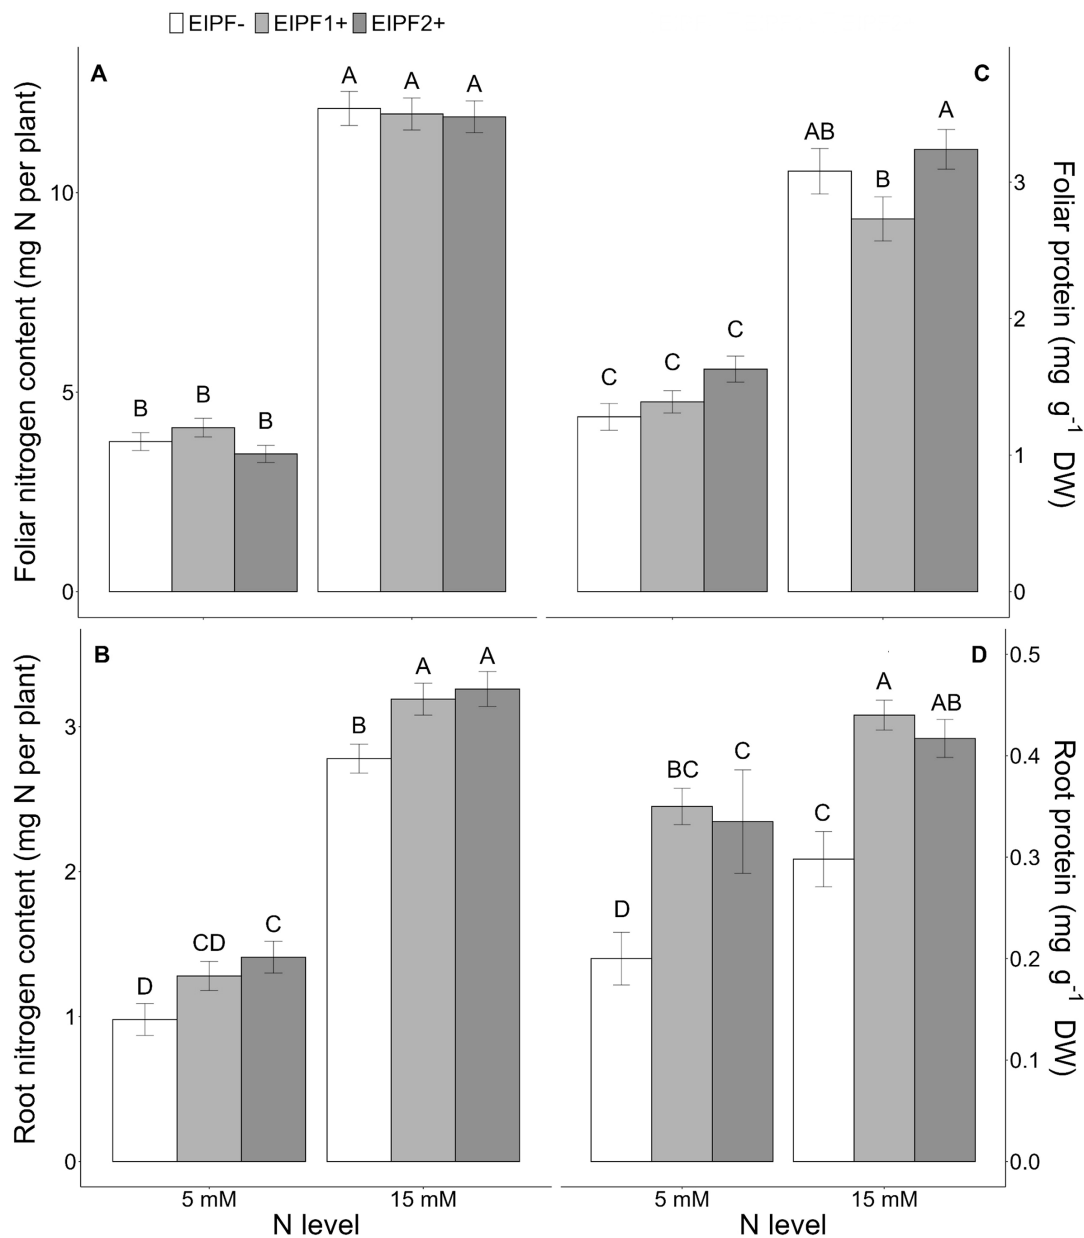 EIPF- EIPF1+ EIPF2+
A
Foliar nitrogen content (mg N per plant)
10
5
0
B B B
A A A
C
Foliar protein (mg g-1 DW)
3
2
1
0
C C C
AB B A
B
Root nitrogen content (mg N per plant)
3
2
1
0
D CD C
B A A
5 mM 15 mM
N level
D
Root protein (mg g-1 DW)
0.5
0.4
0.3
0.2
0.1
0.0
D BC C
C A AB
5 mM 15 mM
N level